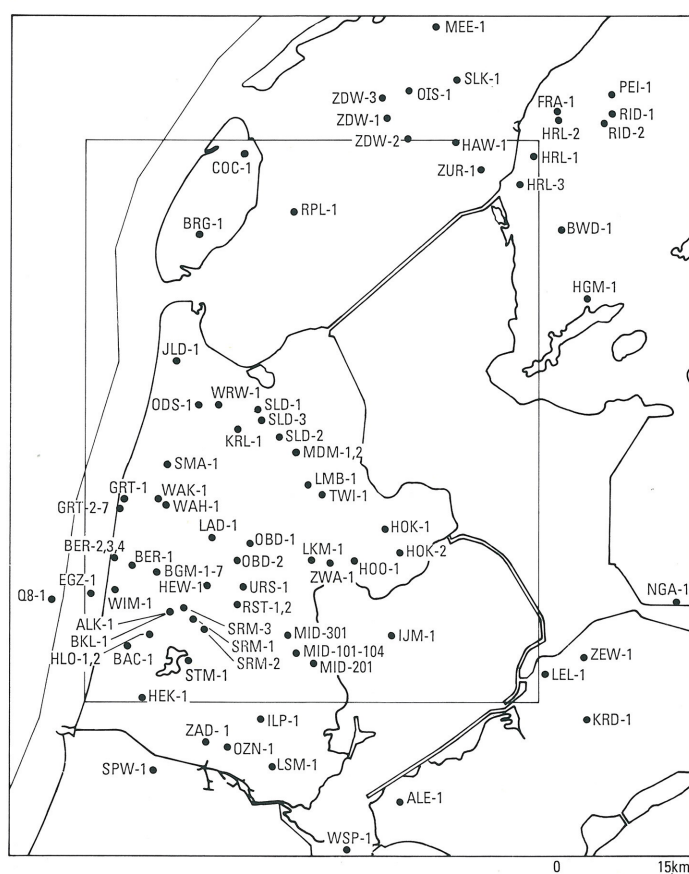 MEE-1
SLK-1
OIS-1
PEI-1
ZDW-3
FRA-1
RID-1
ZDW-1
HRL-2
RID-2
ZDW-2
HAW-1
COC-1
HRL-1
ZUR-1
HRL-3
RPL-1
BRG-1
BWD-1
HGM-1
JLD-1
WRW-1
ODS-1
SLD-1
SLD-3
KRL-1
SLD-2
MDM-1,2
SMA-1
LMB-1
GRT-1
WAK-1
TWI-1
GRT-2-7
WAH-1
LAD-1
HOK-1
OBD-1
BER-2,3,4
LKM-1
HOK-2
BER-1
OBD-2
HOO-1
BGM-1-7
ZWA-1
EGZ-1
HEW-1
URS-1
NGA-1
Q8-1
WIM-1
RST-1,2
ALK-1
SRM-3
MID-301
IJM-1
BKL-1
SRM-1
HLO-1,2
BAC-1
SRM-2
MID-101-104
ZEW-1
STM-1
MID-201
LEL-1
HEK-1
ILP-1
KRD-1
ZAD-1
OZN-1
LSM-1
SPW-1
ALE-1
WSP-1
0 15km